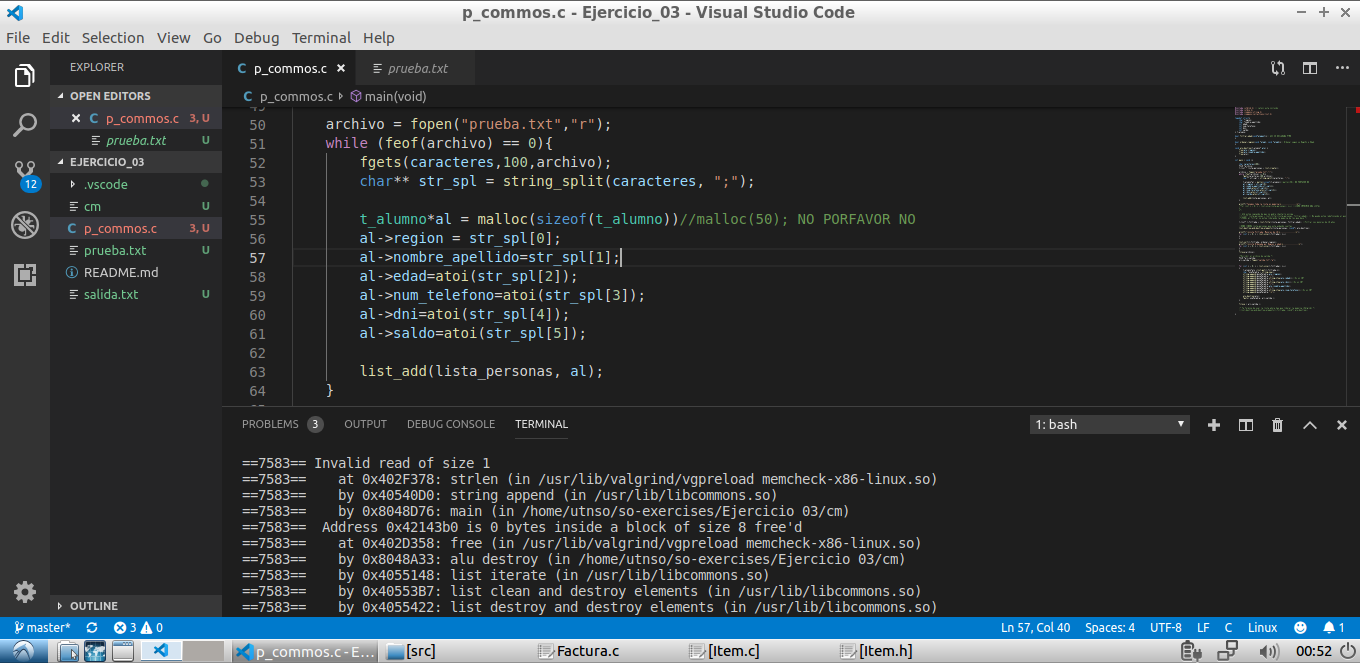 p_commos.c - Ejercicio_03 - Visual Studio Code
File Edit Selection View Go Debug Terminal Help
EXPLORER
OPEN EDITORS
p_commos.c 3, U
prueba.txt U
EJERCICIO_03
.vscode
cm U
p_commos.c 3, U
prueba.txt U
README.md
salida.txt U
OUTLINE
12
p_commos.c
prueba.txt
p_commos.c main(void)
50 archivo = fopen("prueba.txt","r");
51 while (feof(archivo) == 0){
52 fgets(caracteres,100,archivo);
53 char** str_spl = string_split(caracteres, ";");
54
55 t_alumno*al = malloc(sizeof(t_alumno))//malloc(50); NO PORFAVOR NO
56 al->region = str_spl[0];
57 al->nombre_apellido=str_spl[1];
58 al->edad=atoi(str_spl[2]);
59 al->num_telefono=atoi(str_spl[3]);
60 al->dni=atoi(str_spl[4]);
61 al->saldo=atoi(str_spl[5]);
62
63 list_add(lista_personas, al);
64 }
PROBLEMS 3 OUTPUT DEBUG CONSOLE TERMINAL
1: bash
==7583== Invalid read of size 1
==7583== at 0x402F378: strlen (in /usr/lib/valgrind/vgpreload memcheck-x86-linux.so)
==7583== by 0x40540D0: string append (in /usr/lib/libcommons.so)
==7583== by 0x8048D76: main (in /home/utnso/so-exercises/Ejercicio 03/cm)
==7583== Address 0x42143b0 is 0 bytes inside a block of size 8 free'd
==7583== at 0x402D358: free (in /usr/lib/valgrind/vgpreload memcheck-x86-linux.so)
==7583== by 0x8048A33: alu destroy (in /home/utnso/so-exercises/Ejercicio 03/cm)
==7583== by 0x4055148: list iterate (in /usr/lib/libcommons.so)
==7583== by 0x40553B7: list clean and destroy elements (in /usr/lib/libcommons.so)
==7583== by 0x4055422: list destroy and destroy elements (in /usr/lib/libcommons.so)
master* 3 0
Ln 57, Col 40 Spaces: 4 UTF-8 LF C Linux 1
p_commos.c - E...
[src]
Factura.c
[Item.c]
[Item.h]
00:52